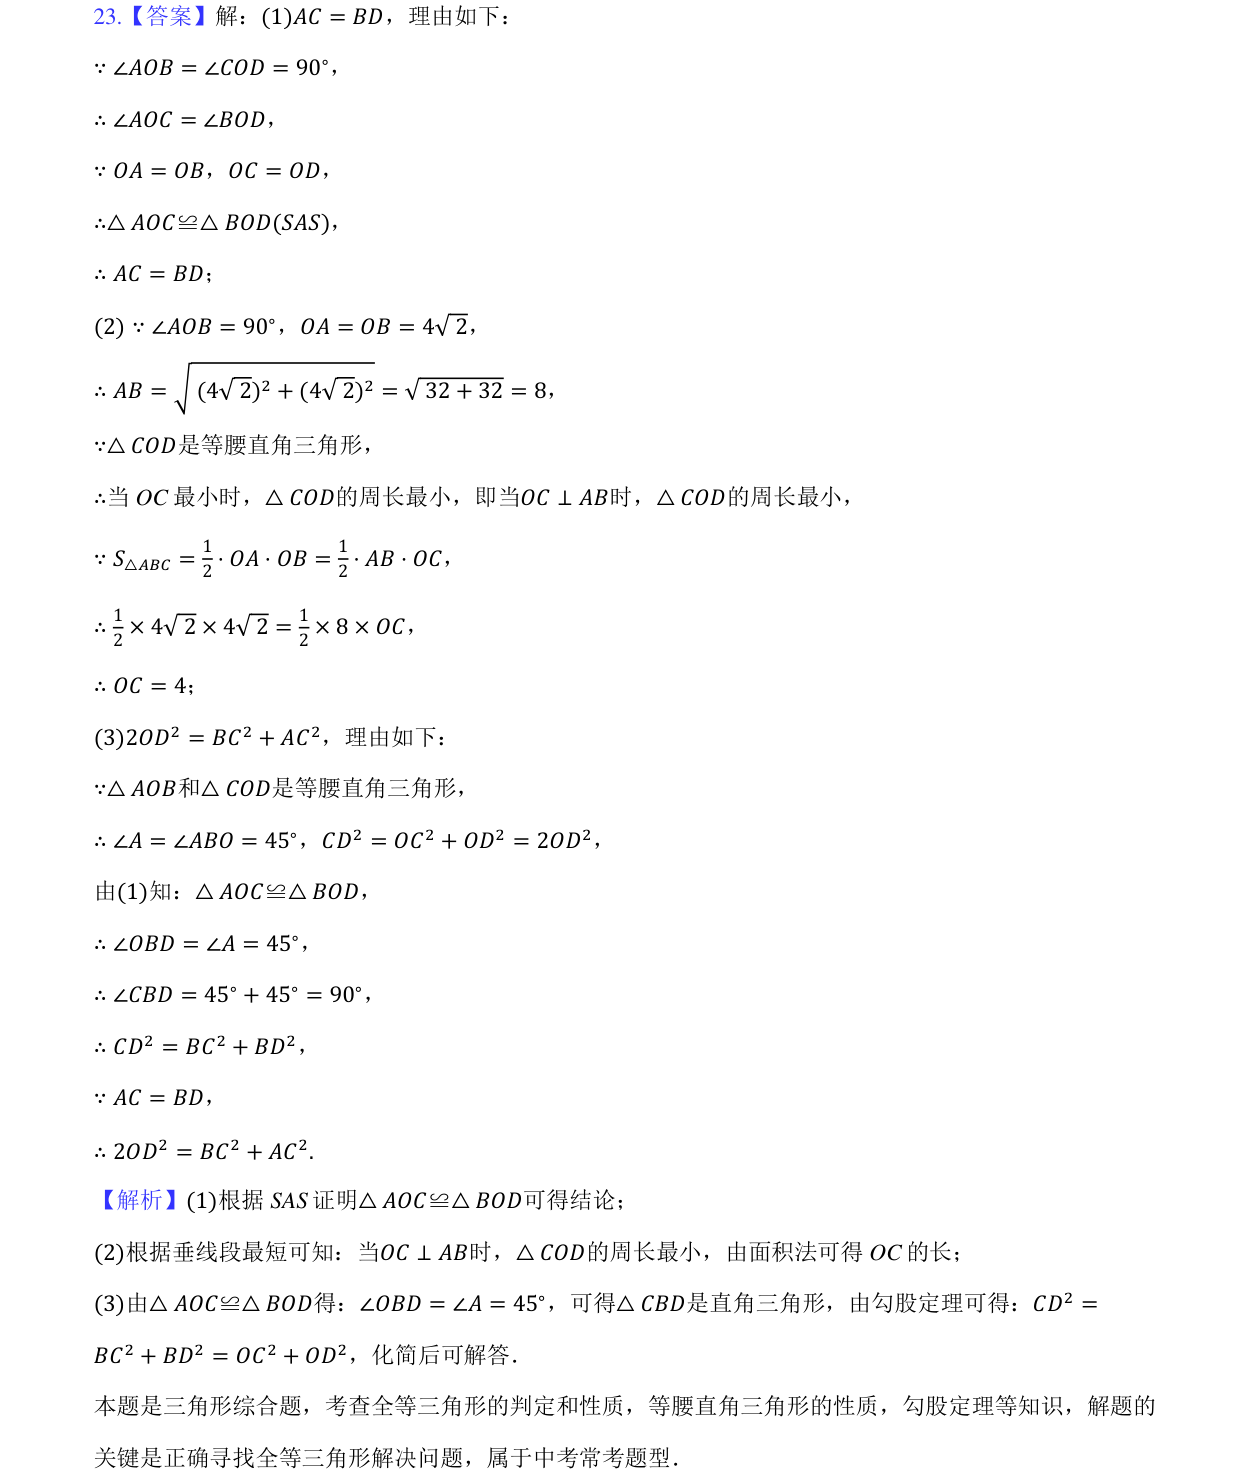 23.【答案】解：(1)AC = BD，理由如下：
∵ ∠AOB = ∠COD = 90°，
∴ ∠AOC = ∠BOD，
∵ OA = OB，OC = OD，
∴△ AOC≌△ BOD(SAS)，
∴ AC = BD；
(2) ∵ ∠AOB = 90°，OA = OB = 4√2，
∴ AB = √((4√2)² + (4√2)²) = √(32 + 32) = 8，
∵△ COD是等腰直角三角形，
∴当 OC 最小时，△ COD的周长最小，即当OC ⊥ AB时，△ COD的周长最小，
∵ S△ABC = 1/2 · OA · OB = 1/2 · AB · OC，
∴ 1/2 × 4√2 × 4√2 = 1/2 × 8 × OC，
∴ OC = 4；
(3)2OD² = BC² + AC²，理由如下：
∵△ AOB和△ COD是等腰直角三角形，
∴ ∠A = ∠ABO = 45°，CD² = OC² + OD² = 2OD²，
由(1)知：△ AOC≌△ BOD，
∴ ∠OBD = ∠A = 45°，
∴ ∠CBD = 45° + 45° = 90°，
∴ CD² = BC² + BD²，
∵ AC = BD，
∴ 2OD² = BC² + AC².
【解析】(1)根据 SAS 证明△ AOC≌△ BOD可得结论；
(2)根据垂线段最短可知：当OC ⊥ AB时，△ COD的周长最小，由面积法可得 OC 的长；
(3)由△ AOC≌△ BOD得：∠OBD = ∠A = 45°，可得△ CBD是直角三角形，由勾股定理可得：CD² =
BC² + BD² = OC² + OD²，化简后可解答．
本题是三角形综合题，考查全等三角形的判定和性质，等腰直角三角形的性质，勾股定理等知识，解题的
关键是正确寻找全等三角形解决问题，属于中考常考题型．